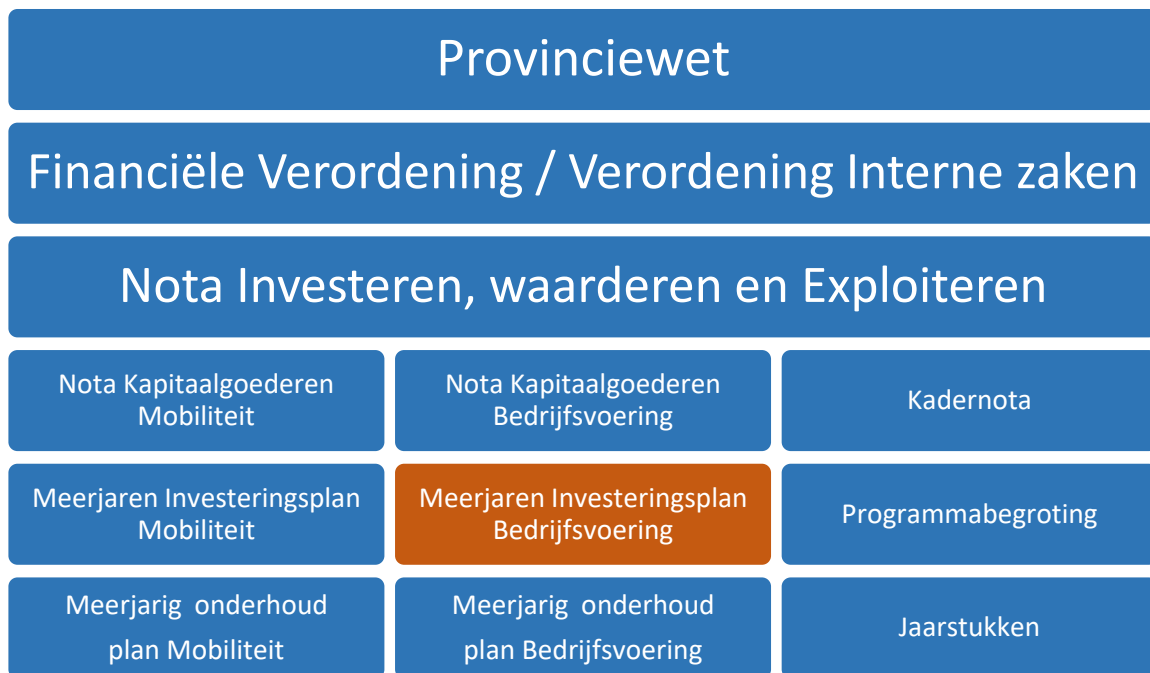 Provinciewet
Financiële Verordening / Verordening Interne zaken
Nota Investeren, waarderen en Exploiteren
Nota Kapitaalgoederen
Mobiliteit
Nota Kapitaalgoederen
Bedrijfsvoering
Kadernota
Meerjaren Investeringsplan
Mobiliteit
Meerjaren Investeringsplan
Bedrijfsvoering
Programmabegroting
Meerjarig onderhoud
plan Mobiliteit
Meerjarig onderhoud
plan Bedrijfsvoering
Jaarstukken